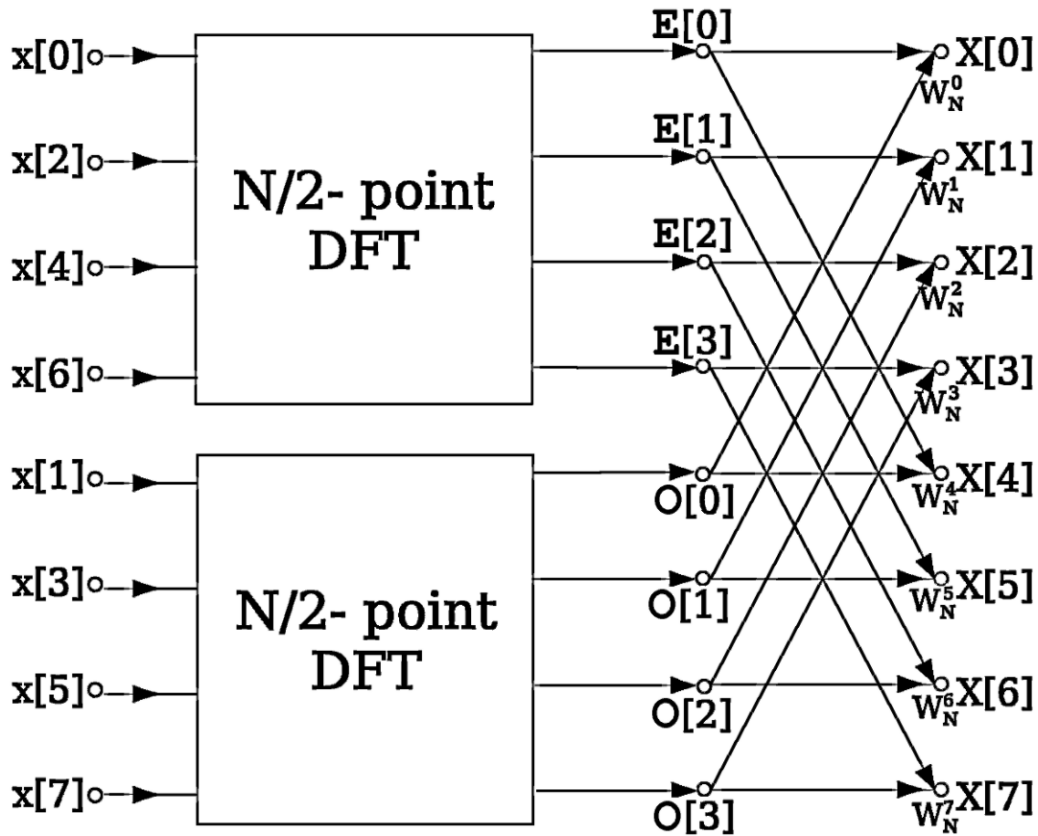 x[0]
x[2]
x[4]
x[6]
N/2- point
DFT
x[1]
x[3]
x[5]
x[7]
N/2- point
DFT
E[0]
E[1]
E[2]
E[3]
O[0]
O[1]
O[2]
O[3]
X[0]
W_N^0
X[1]
W_N^1
X[2]
W_N^2
X[3]
W_N^3
X[4]
W_N^4
X[5]
W_N^5
X[6]
W_N^6
X[7]
W_N^7